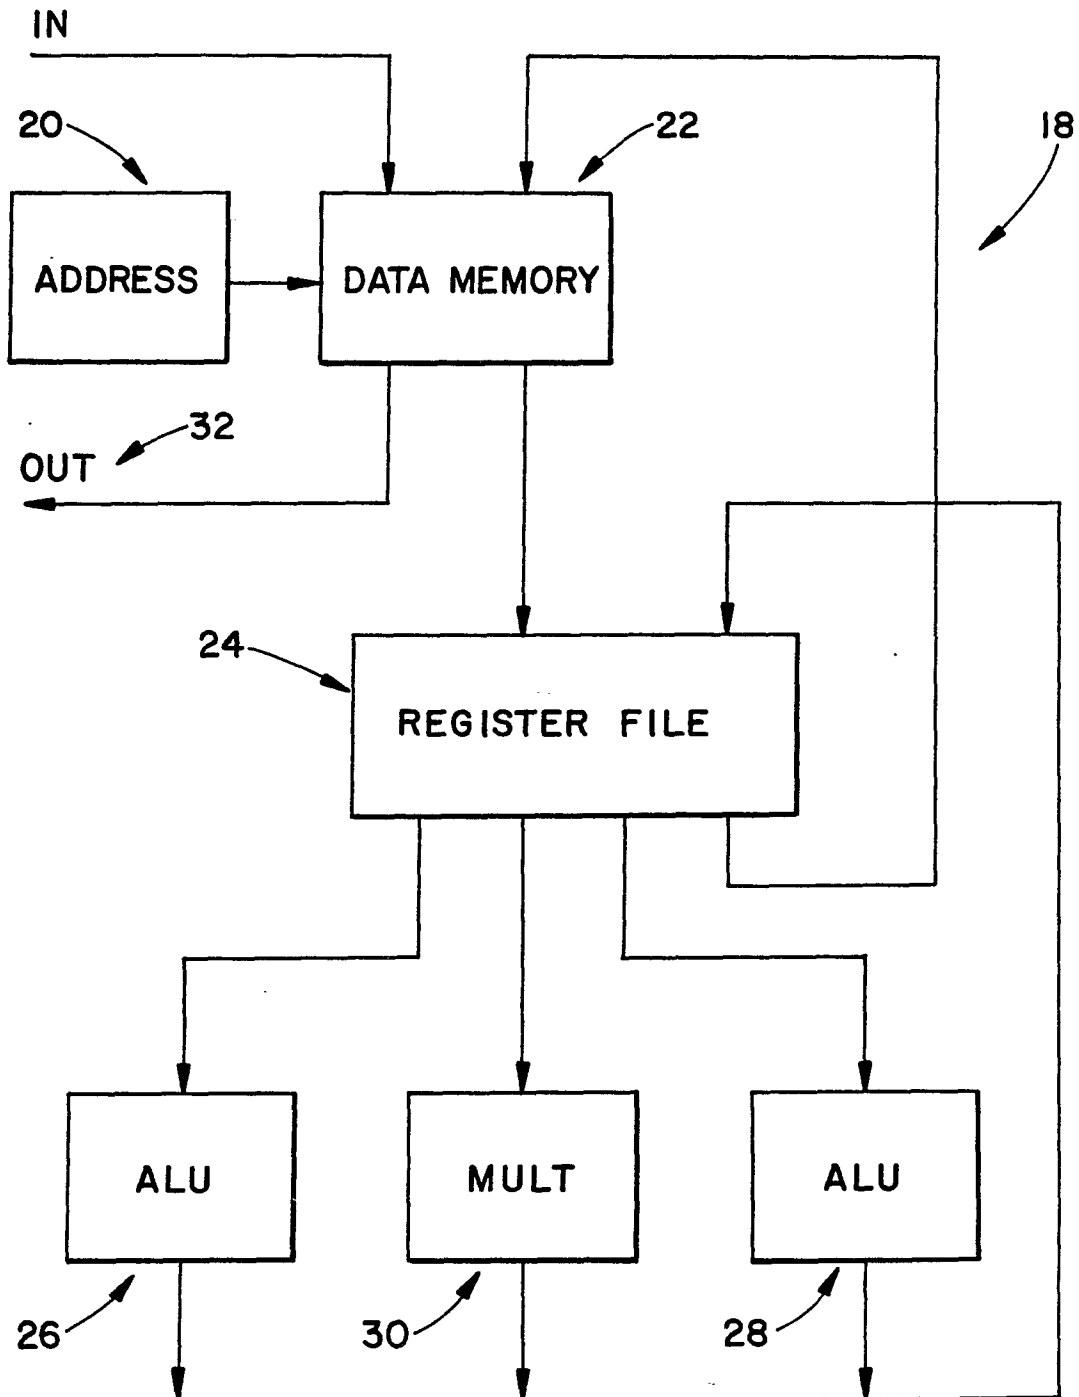 IN
20
22
18
ADDRESS
DATA MEMORY
32
OUT
24
REGISTER FILE
ALU
MULT
ALU
26
30
28